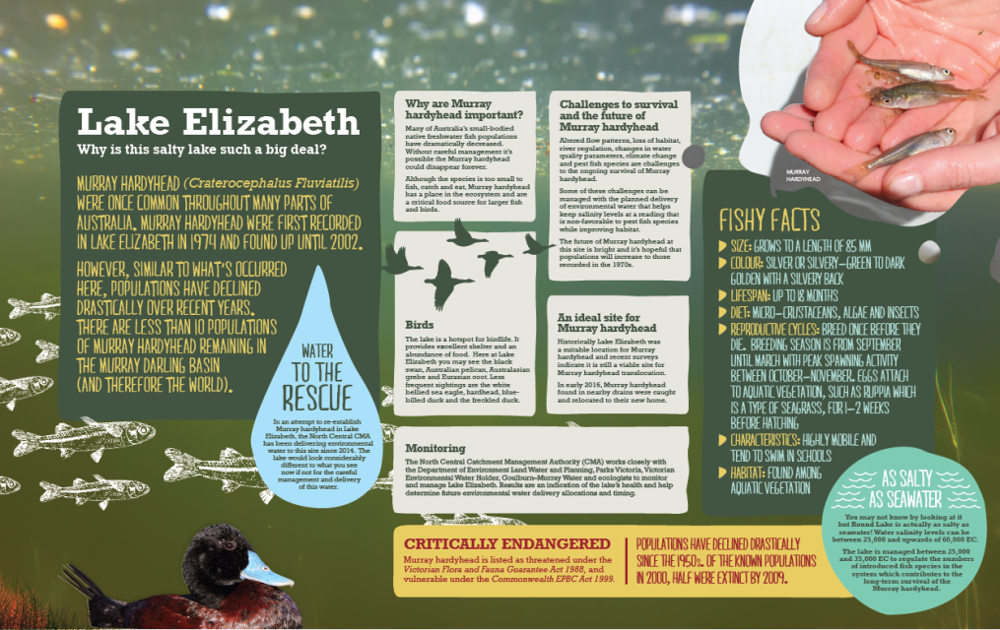 Lake Elizabeth
Why is this salty lake such a big deal?
MURRAY HARDYHEAD (Craterocephalus Fluviatilis)
WERE ONCE COMMON THROUGHOUT MANY PARTS OF
AUSTRALIA. MURRAY HARDYHEAD WERE FIRST RECORDED
IN LAKE ELIZABETH IN 1974 AND FOUND UP UNTIL 2002.
HOWEVER, SIMILAR TO WHAT'S OCCURRED
HERE, POPULATIONS HAVE DECLINED
DRASTICALLY OVER RECENT YEARS.
THERE ARE LESS THAN 10 POPULATIONS
OF MURRAY HARDYHEAD REMAINING IN
THE MURRAY DARLING BASIN
(AND THEREFORE THE WORLD).
WATER
TO THE
RESCUE
In an attempt to re-establish
Murray hardyhead in Lake
Elizabeth, the North Central CMA
has been delivering environmental
water to this site since 2014. The
lake would look considerably
different to what you see
now if not for the careful
management and delivery
of this water.
Why are Murray
hardyhead important?
Many of Australia's small-bodied
native freshwater fish populations
have dramatically decreased.
Without careful management it's
possible the Murray hardyhead
could disappear forever.
Although the species is too small to
fish, catch and eat, Murray hardyhead
has a place in the ecosystem and are
a critical food source for larger fish
and birds.
Birds
The lake is a hotspot for birdlife. It
provides excellent shelter and an
abundance of food. Here at Lake
Elizabeth you may see the black
swan, Australian pelican, Australasian
grebe and Eurasian coot. Less
frequent sightings are the white
bellied sea eagle, hardhead, blue-
billed duck and the freckled duck.
Challenges to survival
and the future of
Murray hardyhead
Altered flow patterns, loss of habitat,
river regulation, changes in water
quality parameters, climate change
and pest fish species are challenges
to the ongoing survival of Murray
hardyhead.
Some of these challenges can be
managed with the planned delivery
of environmental water that helps
keep salinity levels at a reading that
is non-favorable to pest fish species
while improving habitat.
The future of Murray hardyhead at
this site is bright and it's hopeful that
populations will increase to those
recorded in the 1970s.
An ideal site for
Murray hardyhead
Historically Lake Elizabeth was
a suitable location for Murray
hardyhead and recent surveys
indicate it is still a viable site for
Murray hardyhead translocation.
In early 2016, Murray hardyhead
found in nearby drains were caught
and relocated to their new home.
Monitoring
The North Central Catchment Management Authority (CMA) works closely with
the Department of Environment Land Water and Planning, Parks Victoria, Victorian
Environmental Water Holder, Goulburn-Murray Water and ecologists to monitor
and manage Lake Elizabeth. Results are an indication of the lake's health and help
determine future environmental water delivery allocations and timing.
CRITICALLY ENDANGERED
Murray hardyhead is listed as threatened under the
Victorian Flora and Fauna Guarantee Act 1988, and
vulnerable under the Commonwealth EPBC Act 1999.
POPULATIONS HAVE DECLINED DRASTICALLY
SINCE THE 1950s. OF THE KNOWN POPULATIONS
IN 2000, HALF WERE EXTINCT BY 2009.
MURRAY
HARDYHEAD
FISHY FACTS
SIZE: GROWS TO A LENGTH OF 85 MM
COLOUR: SILVER OR SILVERY-GREEN TO DARK
GOLDEN WITH A SILVERY BACK
LIFESPAN: UP TO 18 MONTHS
DIET: MICRO-CRUSTACEANS, ALGAE AND INSECTS
REPRODUCTIVE CYCLES: BREED ONCE BEFORE THEY
DIE. BREEDING SEASON IS FROM SEPTEMBER
UNTIL MARCH WITH PEAK SPAWNING ACTIVITY
BETWEEN OCTOBER-NOVEMBER. EGGS ATTACH
TO AQUATIC VEGETATION, SUCH AS RUPPIA WHICH
IS A TYPE OF SEAGRASS, FOR 1-2 WEEKS
BEFORE HATCHING
CHARACTERISTICS: HIGHLY MOBILE AND
TEND TO SWIM IN SCHOOLS
HABITAT: FOUND AMONG
AQUATIC VEGETATION
AS SALTY
AS SEAWATER
You may not know by looking at it
but Round Lake is actually as salty as
seawater! Water salinity levels can be
between 25,000 and upwards of 60,000 EC.
The lake is managed between 25,000
and 35,000 EC to regulate the numbers
of introduced fish species in the
system which contributes to the
long-term survival of the
Murray hardyhead.